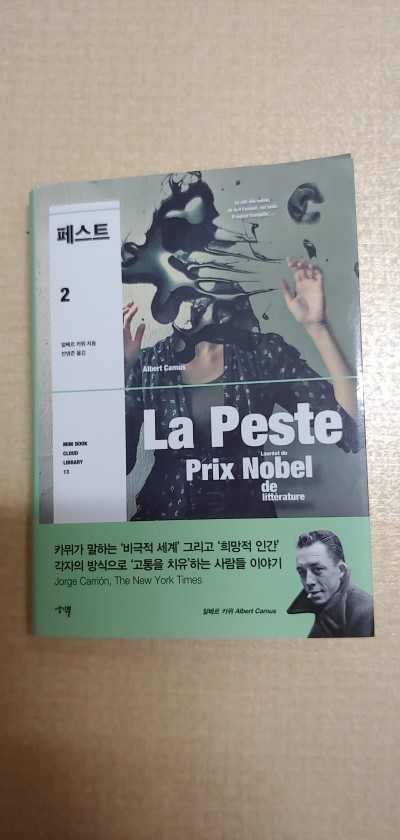 페스트
2
알베르 카뮈 지음
Albert Camus
La Peste
Lauréat du
Prix Nobel
de
littérature
MINI BOOK
CLOUD
LIBRARY
13
카뮈가 말하는 '비극적 세계' 그리고 '희망적 인간'
각자의 방식으로 '고통을 치유'하는 사람들 이야기
Jorge Carrión, The New York Times
알베르 카뮈 Albert Camus